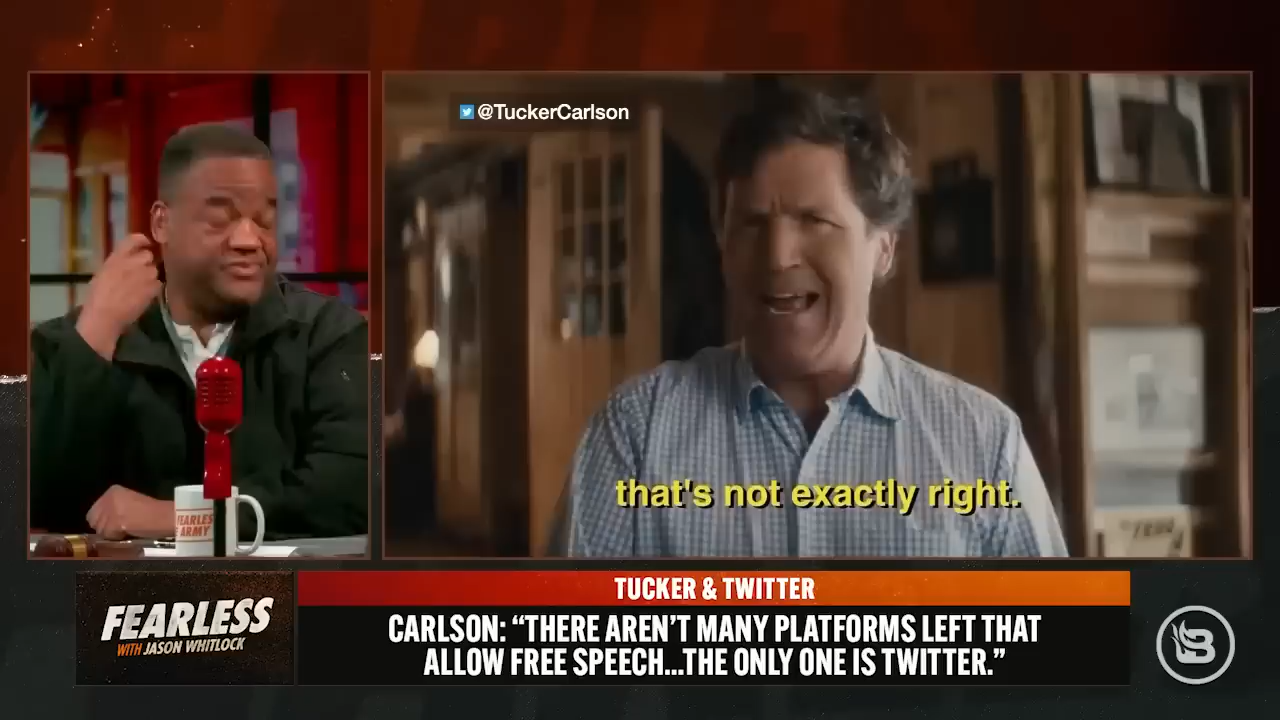 @TuckerCarlson
that's not exactly right.
FEARLESS
ARMY
TUCKER & TWITTER
FEARLESS
WITH JASON WHITLOCK
CARLSON: “THERE AREN’T MANY PLATFORMS LEFT THAT
ALLOW FREE SPEECH...THE ONLY ONE IS TWITTER.”
B